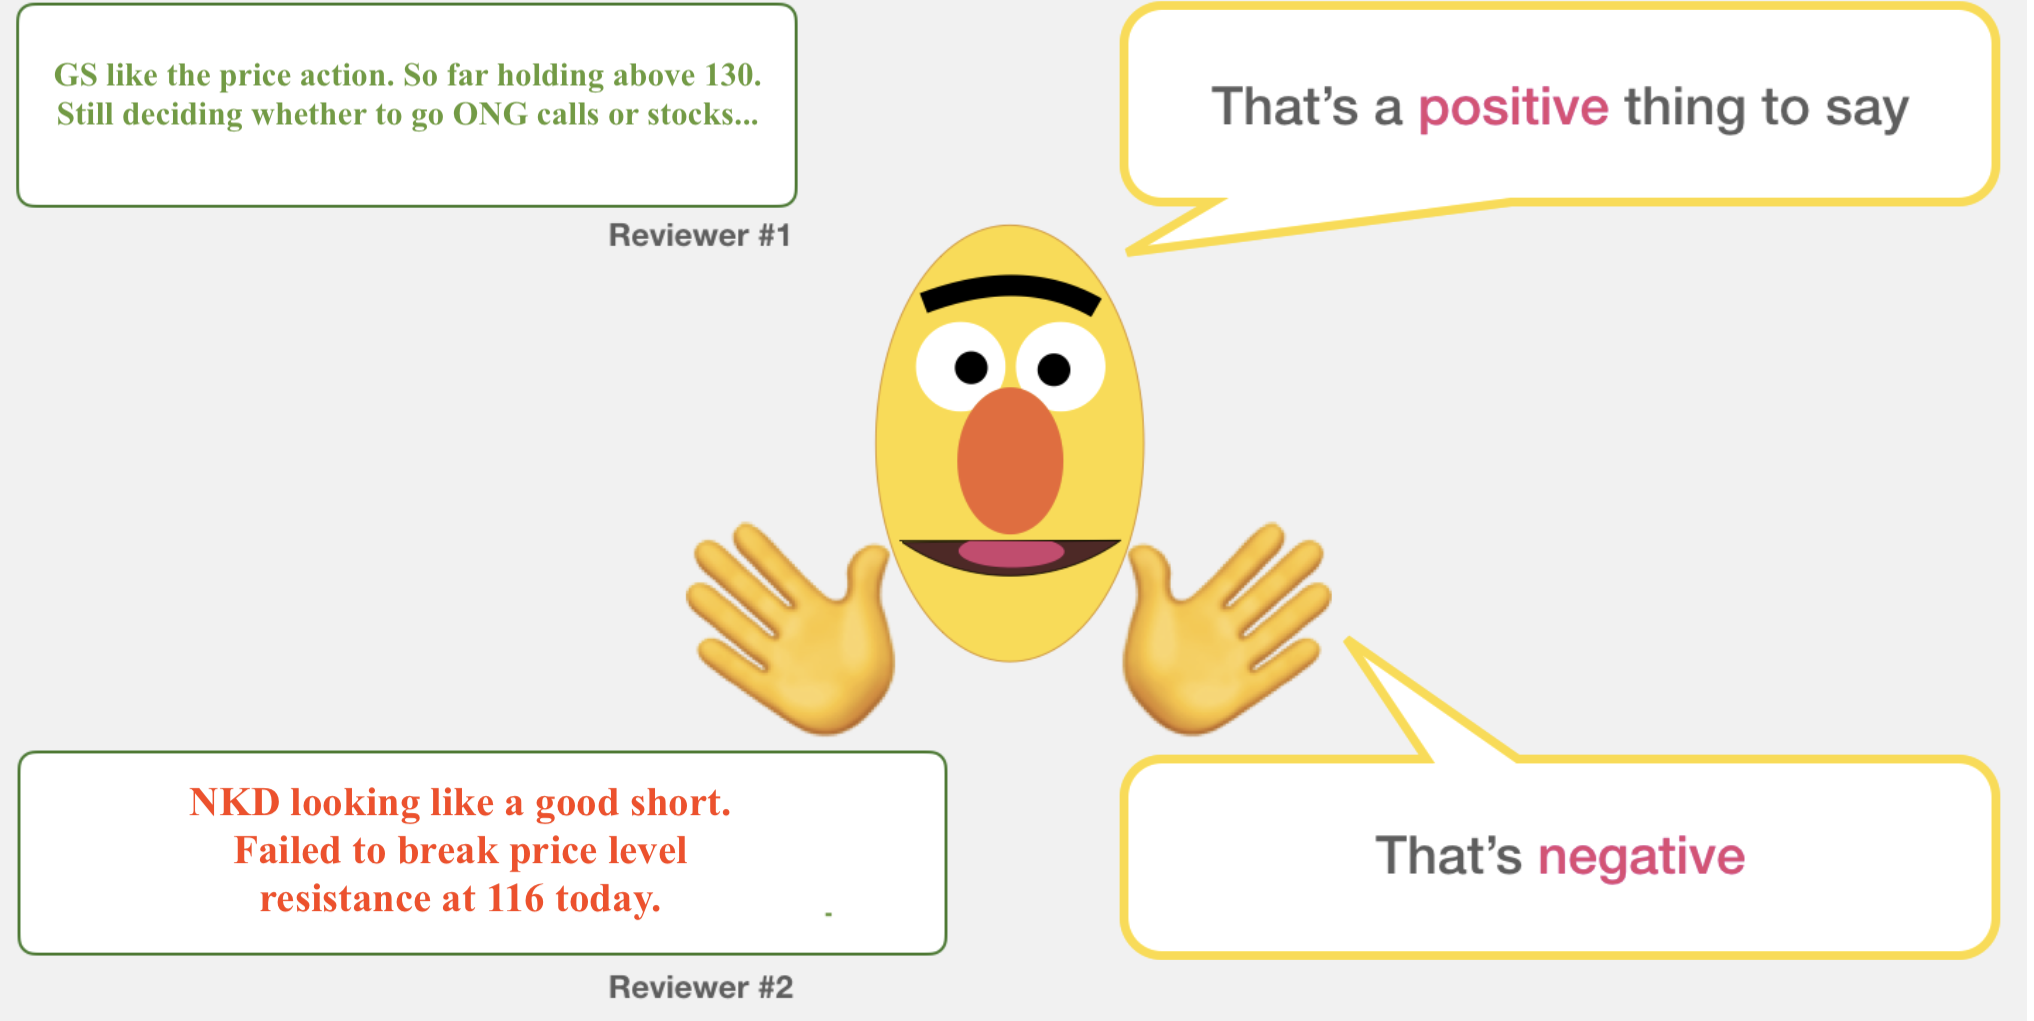 GS like the price action. So far holding above 130.
Still deciding whether to go ONG calls or stocks...
Reviewer #1
That's a positive thing to say
NKD looking like a good short.
Failed to break price level
resistance at 116 today.
-
Reviewer #2
That's negative